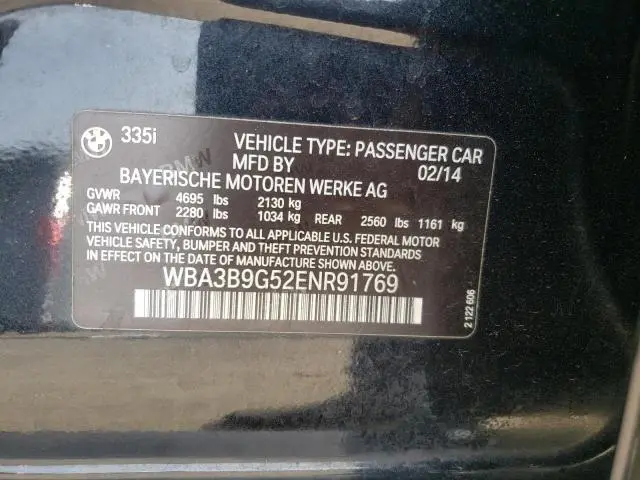 335i
VEHICLE TYPE: PASSENGER CAR
MFD BY 02/14
BAYERISCHE MOTOREN WERKE AG
GVWR 4695 lbs 2130 kg
GAWR FRONT 2280 lbs 1034 kg REAR 2560 lbs 1161 kg
THIS VEHICLE CONFORMS TO ALL APPLICABLE U.S. FEDERAL MOTOR
VEHICLE SAFETY, BUMPER AND THEFT PREVENTION STANDARDS
IN EFFECT ON THE DATE OF MANUFACTURE SHOWN ABOVE.
WBA3B9G52ENR91769
2 122 606
BMW